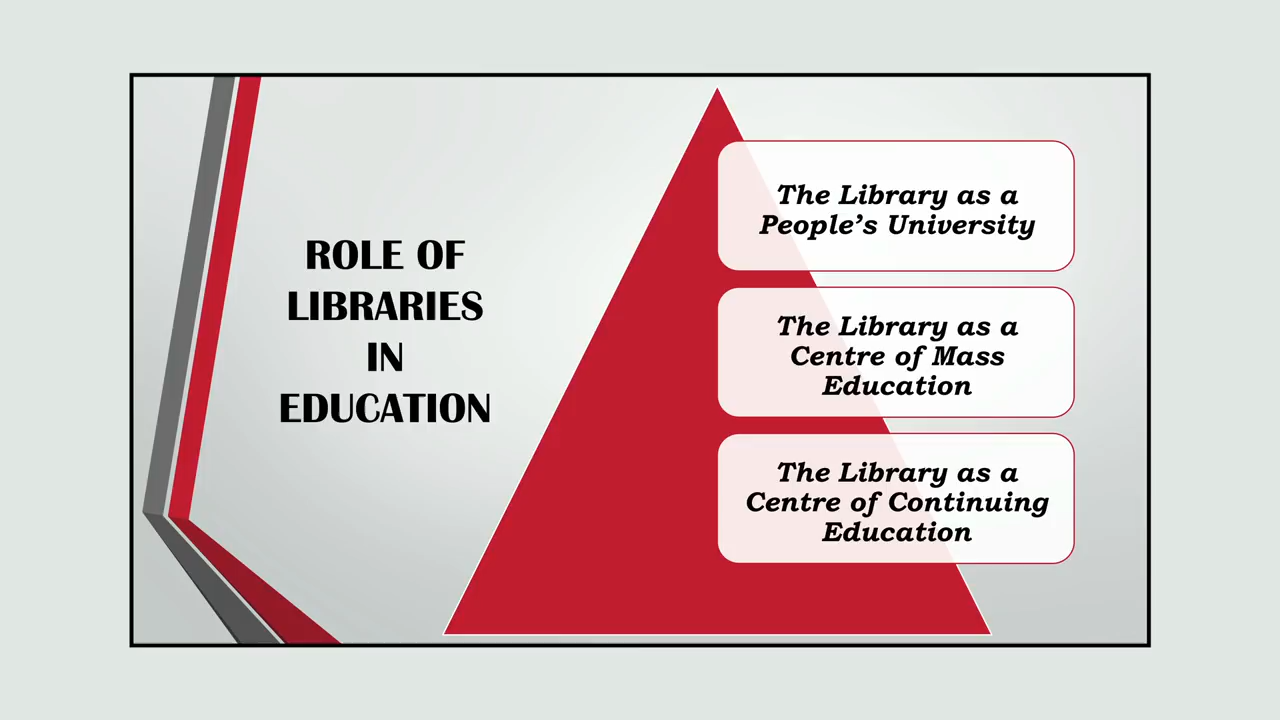 ROLE OF
LIBRARIES
IN
EDUCATION
The Library as a
People’s University
The Library as a
Centre of Mass
Education
The Library as a
Centre of Continuing
Education